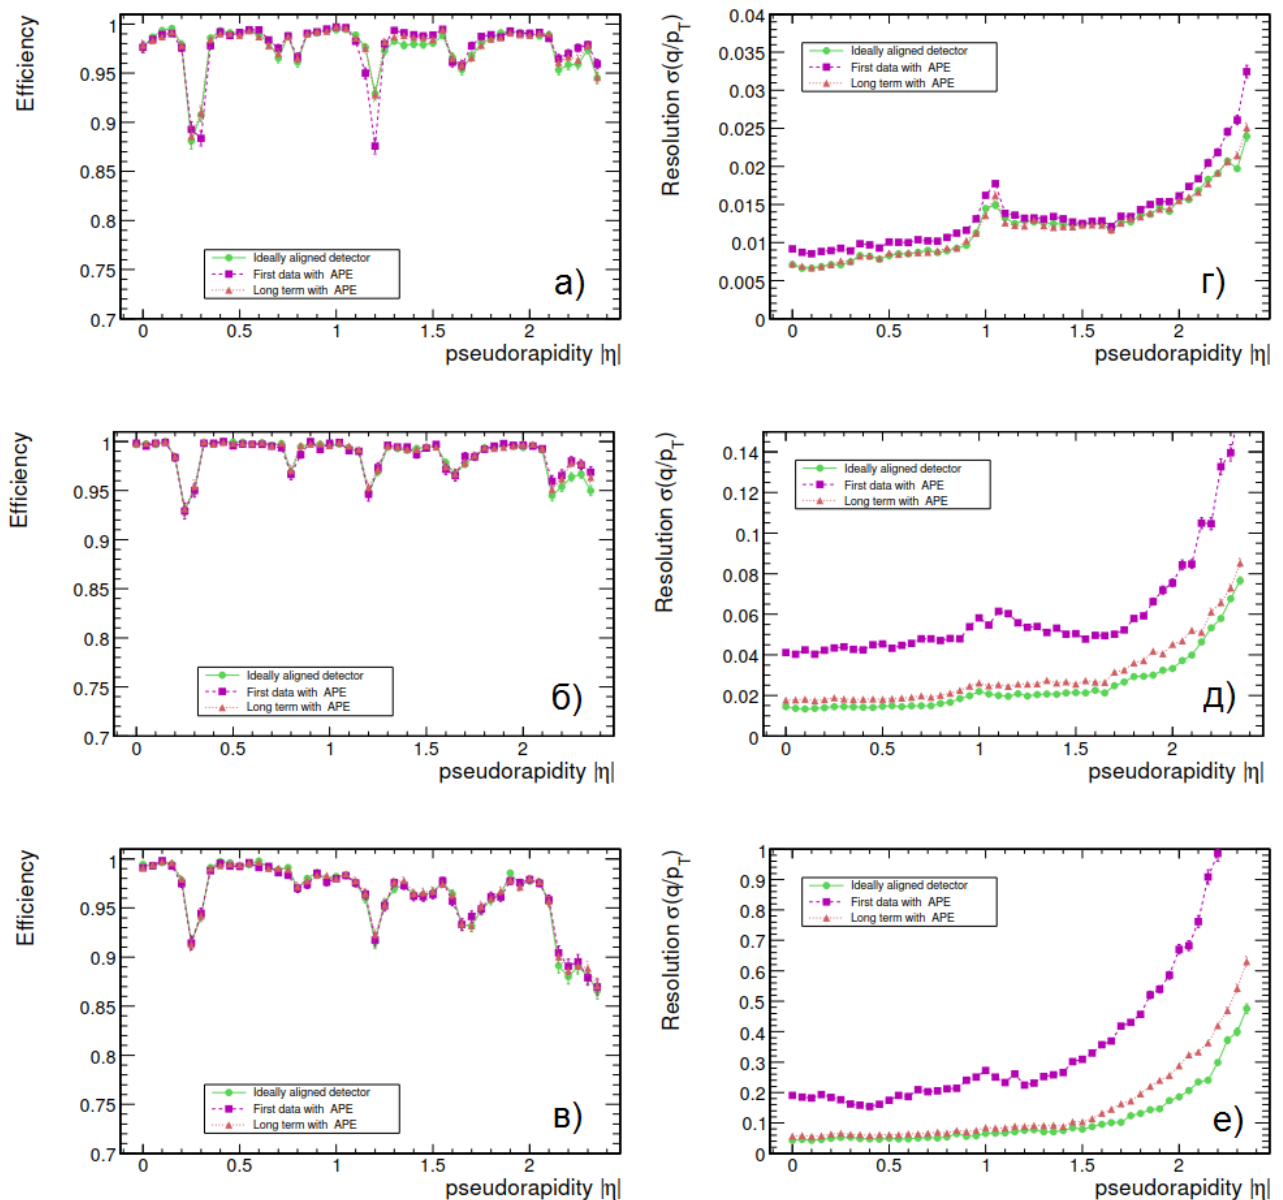 Efficiency
1
0.95
0.9
0.85
0.8
0.75
0.7
Ideally aligned detector
First data with APE
Long term with APE
а)
0 0.5 1 1.5 2
pseudorapidity |η|
Resolution σ(q/p_T)
0.04
0.035
0.03
0.025
0.02
0.015
0.01
0.005
0
Ideally aligned detector
First data with APE
Long term with APE
г)
0 0.5 1 1.5 2
pseudorapidity |η|
Efficiency
1
0.95
0.9
0.85
0.8
0.75
0.7
Ideally aligned detector
First data with APE
Long term with APE
б)
0 0.5 1 1.5 2
pseudorapidity |η|
Resolution σ(q/p_T)
0.14
0.12
0.1
0.08
0.06
0.04
0.02
0
Ideally aligned detector
First data with APE
Long term with APE
д)
0 0.5 1 1.5 2
pseudorapidity |η|
Efficiency
1
0.95
0.9
0.85
0.8
0.75
0.7
Ideally aligned detector
First data with APE
Long term with APE
в)
0 0.5 1 1.5 2
pseudorapidity |η|
Resolution σ(q/p_T)
1
0.9
0.8
0.7
0.6
0.5
0.4
0.3
0.2
0.1
0
Ideally aligned detector
First data with APE
Long term with APE
е)
0 0.5 1 1.5 2
pseudorapidity |η|